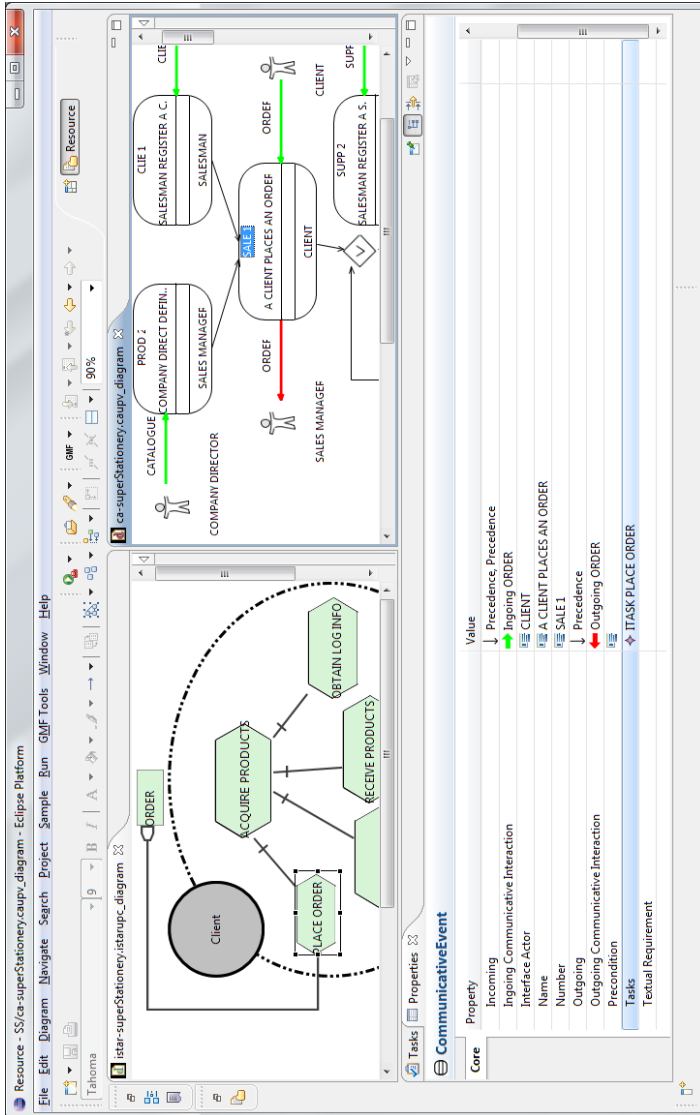 Resource - SS/ca-superStationery.caupv_diagram - Eclipse Platform
File Edit Diagram Navigate Search Project Sample Run GMF Tools Window Help
GMF
Resource
Tahoma 9 B I A
90%
istar-superStationery.istarupc_diagram
Client
ORDER
ACQUIRE PRODUCTS
PLACE ORDER
OBTAIN LOG INFO
RECEIVE PRODUCTS
ca-superStationery.caupv_diagram
CATALOGUE
COMPANY DIRECTOR
PROD 2
COMPANY DIRECT DEFIN..
SALES MANAGEF
CLIE 1
SALESMAN REGISTER A C.
SALESMAN
CLIE
SALE 1
A CLIENT PLACES AN ORDEF
CLIENT
ORDEF
SALES MANAGEF
ORDEF
CLIENT
SUPP 2
SALESMAN REGISTER A S.
SUPF
Tasks Properties
CommunicativeEvent
Core
Property Value
Incoming Precedence, Precedence
Ingoing Communicative Interaction Ingoing ORDER
Interface Actor CLIENT
Name A CLIENT PLACES AN ORDER
Number SALE 1
Outgoing Precedence
Outgoing Communicative Interaction Outgoing ORDER
Precondition
Tasks ITASK PLACE ORDER
Textual Requirement